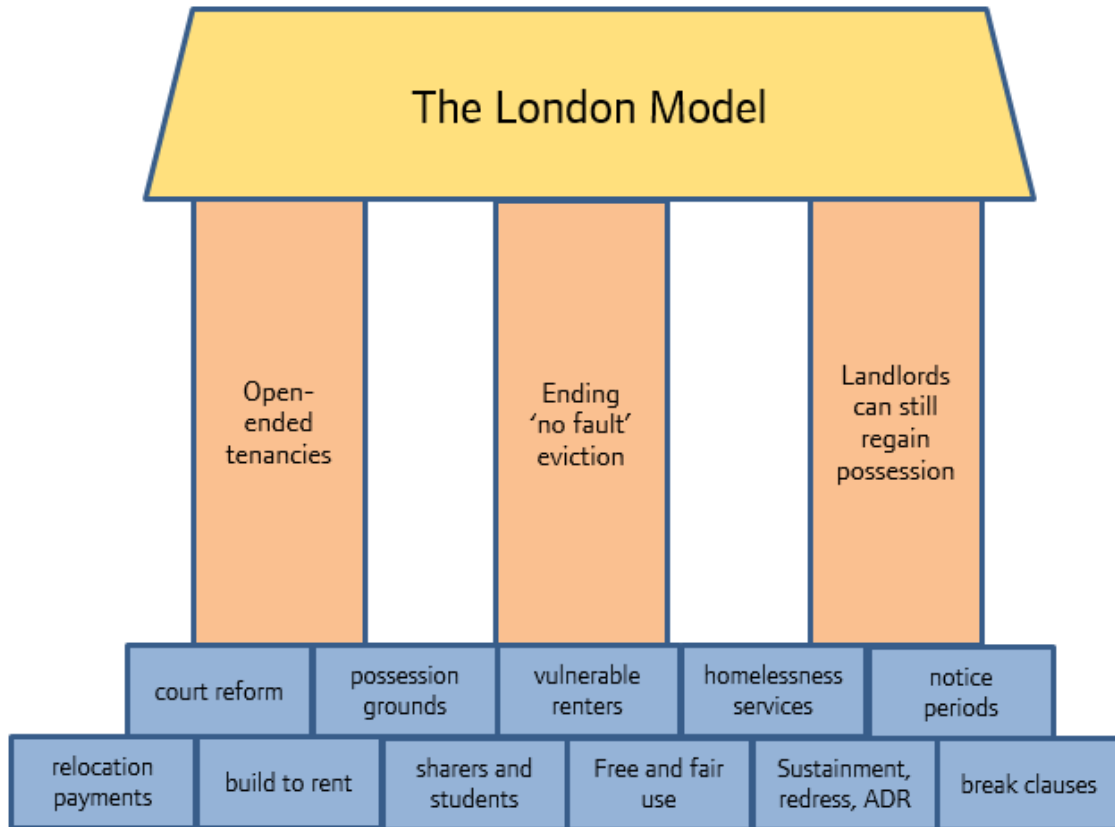 The London Model
Open-
ended
tenancies
Ending
‘no fault’
eviction
Landlords
can still
regain
possession
court reform
possession
grounds
vulnerable
renters
homelessness
services
notice
periods
relocation
payments
build to rent
sharers and
students
Free and fair
use
Sustainment,
redress, ADR
break clauses